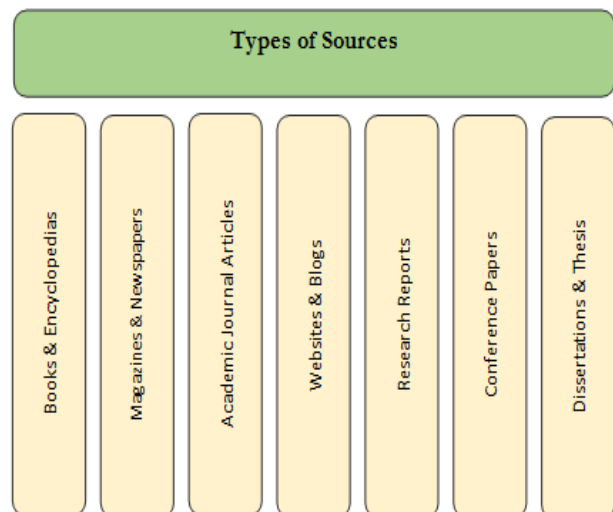 Types of Sources
Books & Encyclopedias
Magazines & Newspapers
Academic Journal Articles
Websites & Blogs
Research Reports
Conference Papers
Dissertations & Thesis